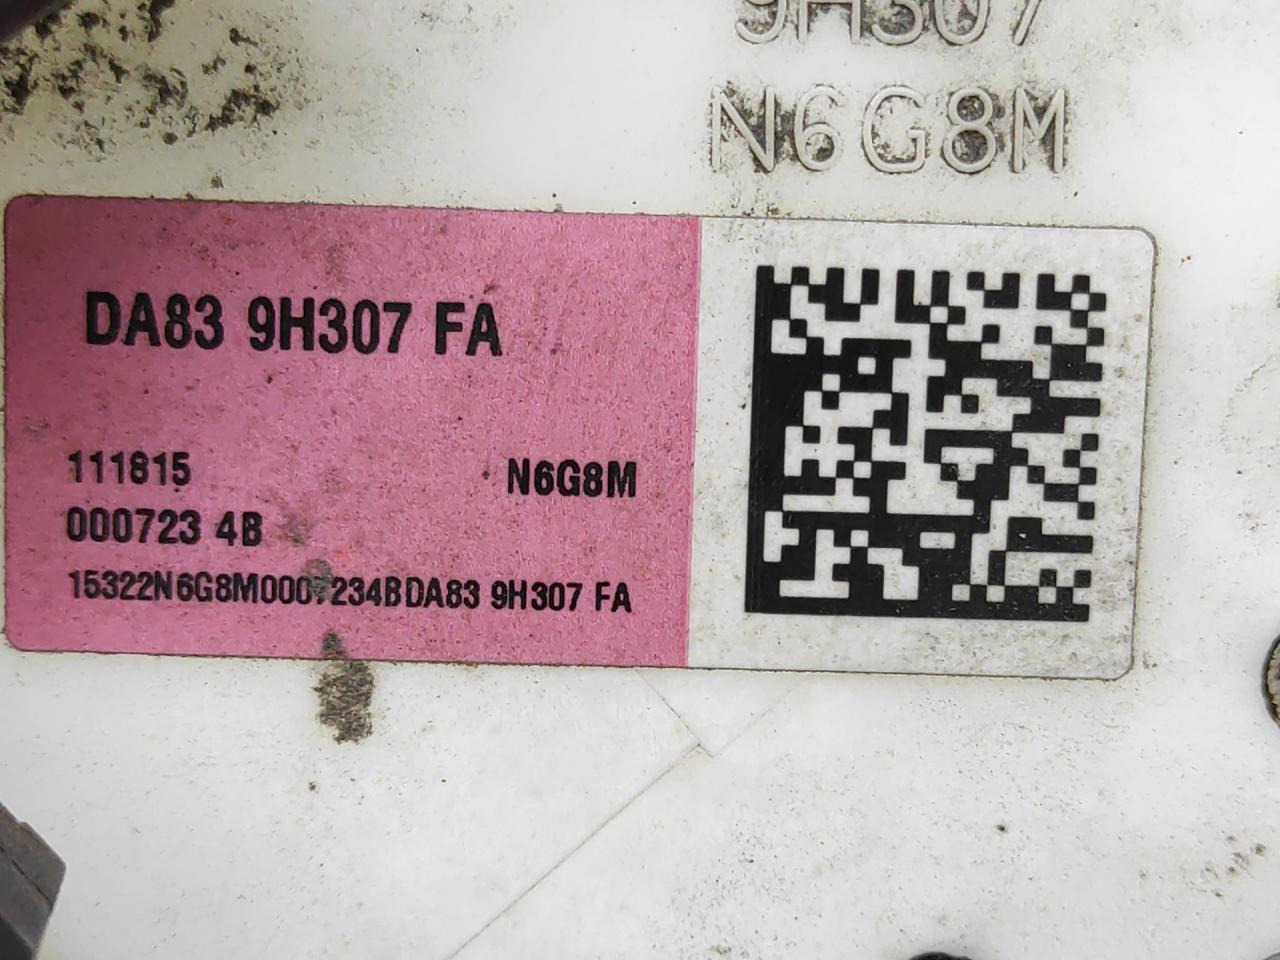 9H307
N6G8M
DA83 9H307 FA
111815 N6G8M
000723 4B
15322N6G8M0007234BDA83 9H307 FA